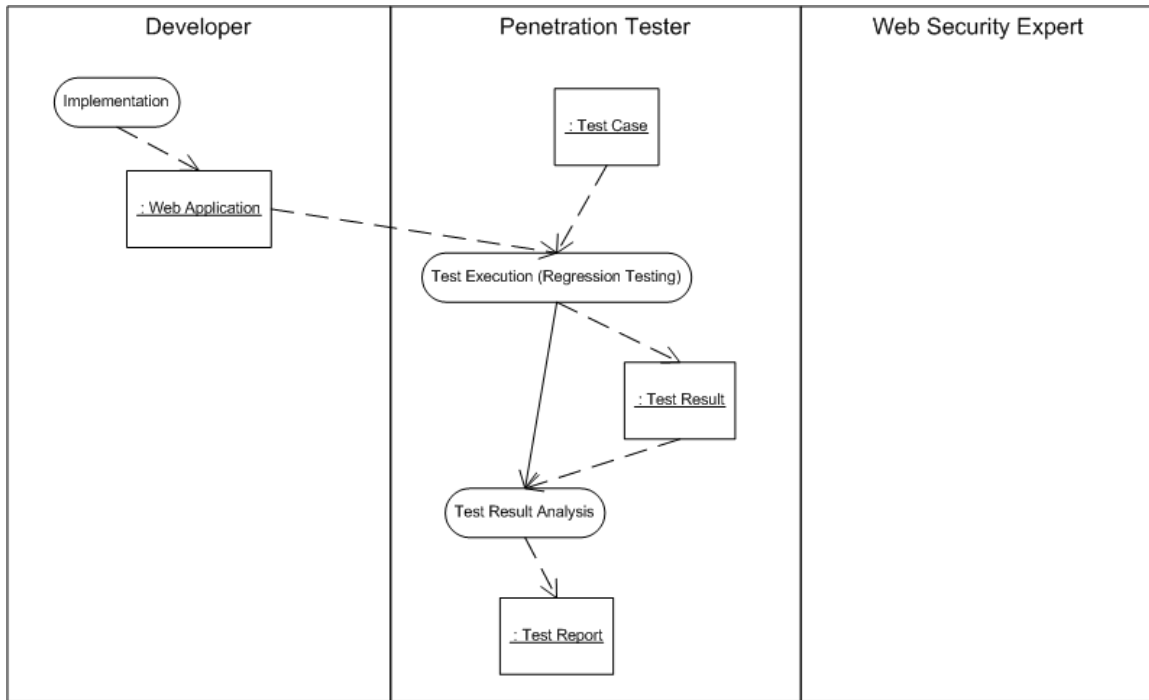 Developer
Penetration Tester
Web Security Expert
Implementation
: Test Case
: Web Application
Test Execution (Regression Testing)
: Test Result
Test Result Analysis
: Test Report